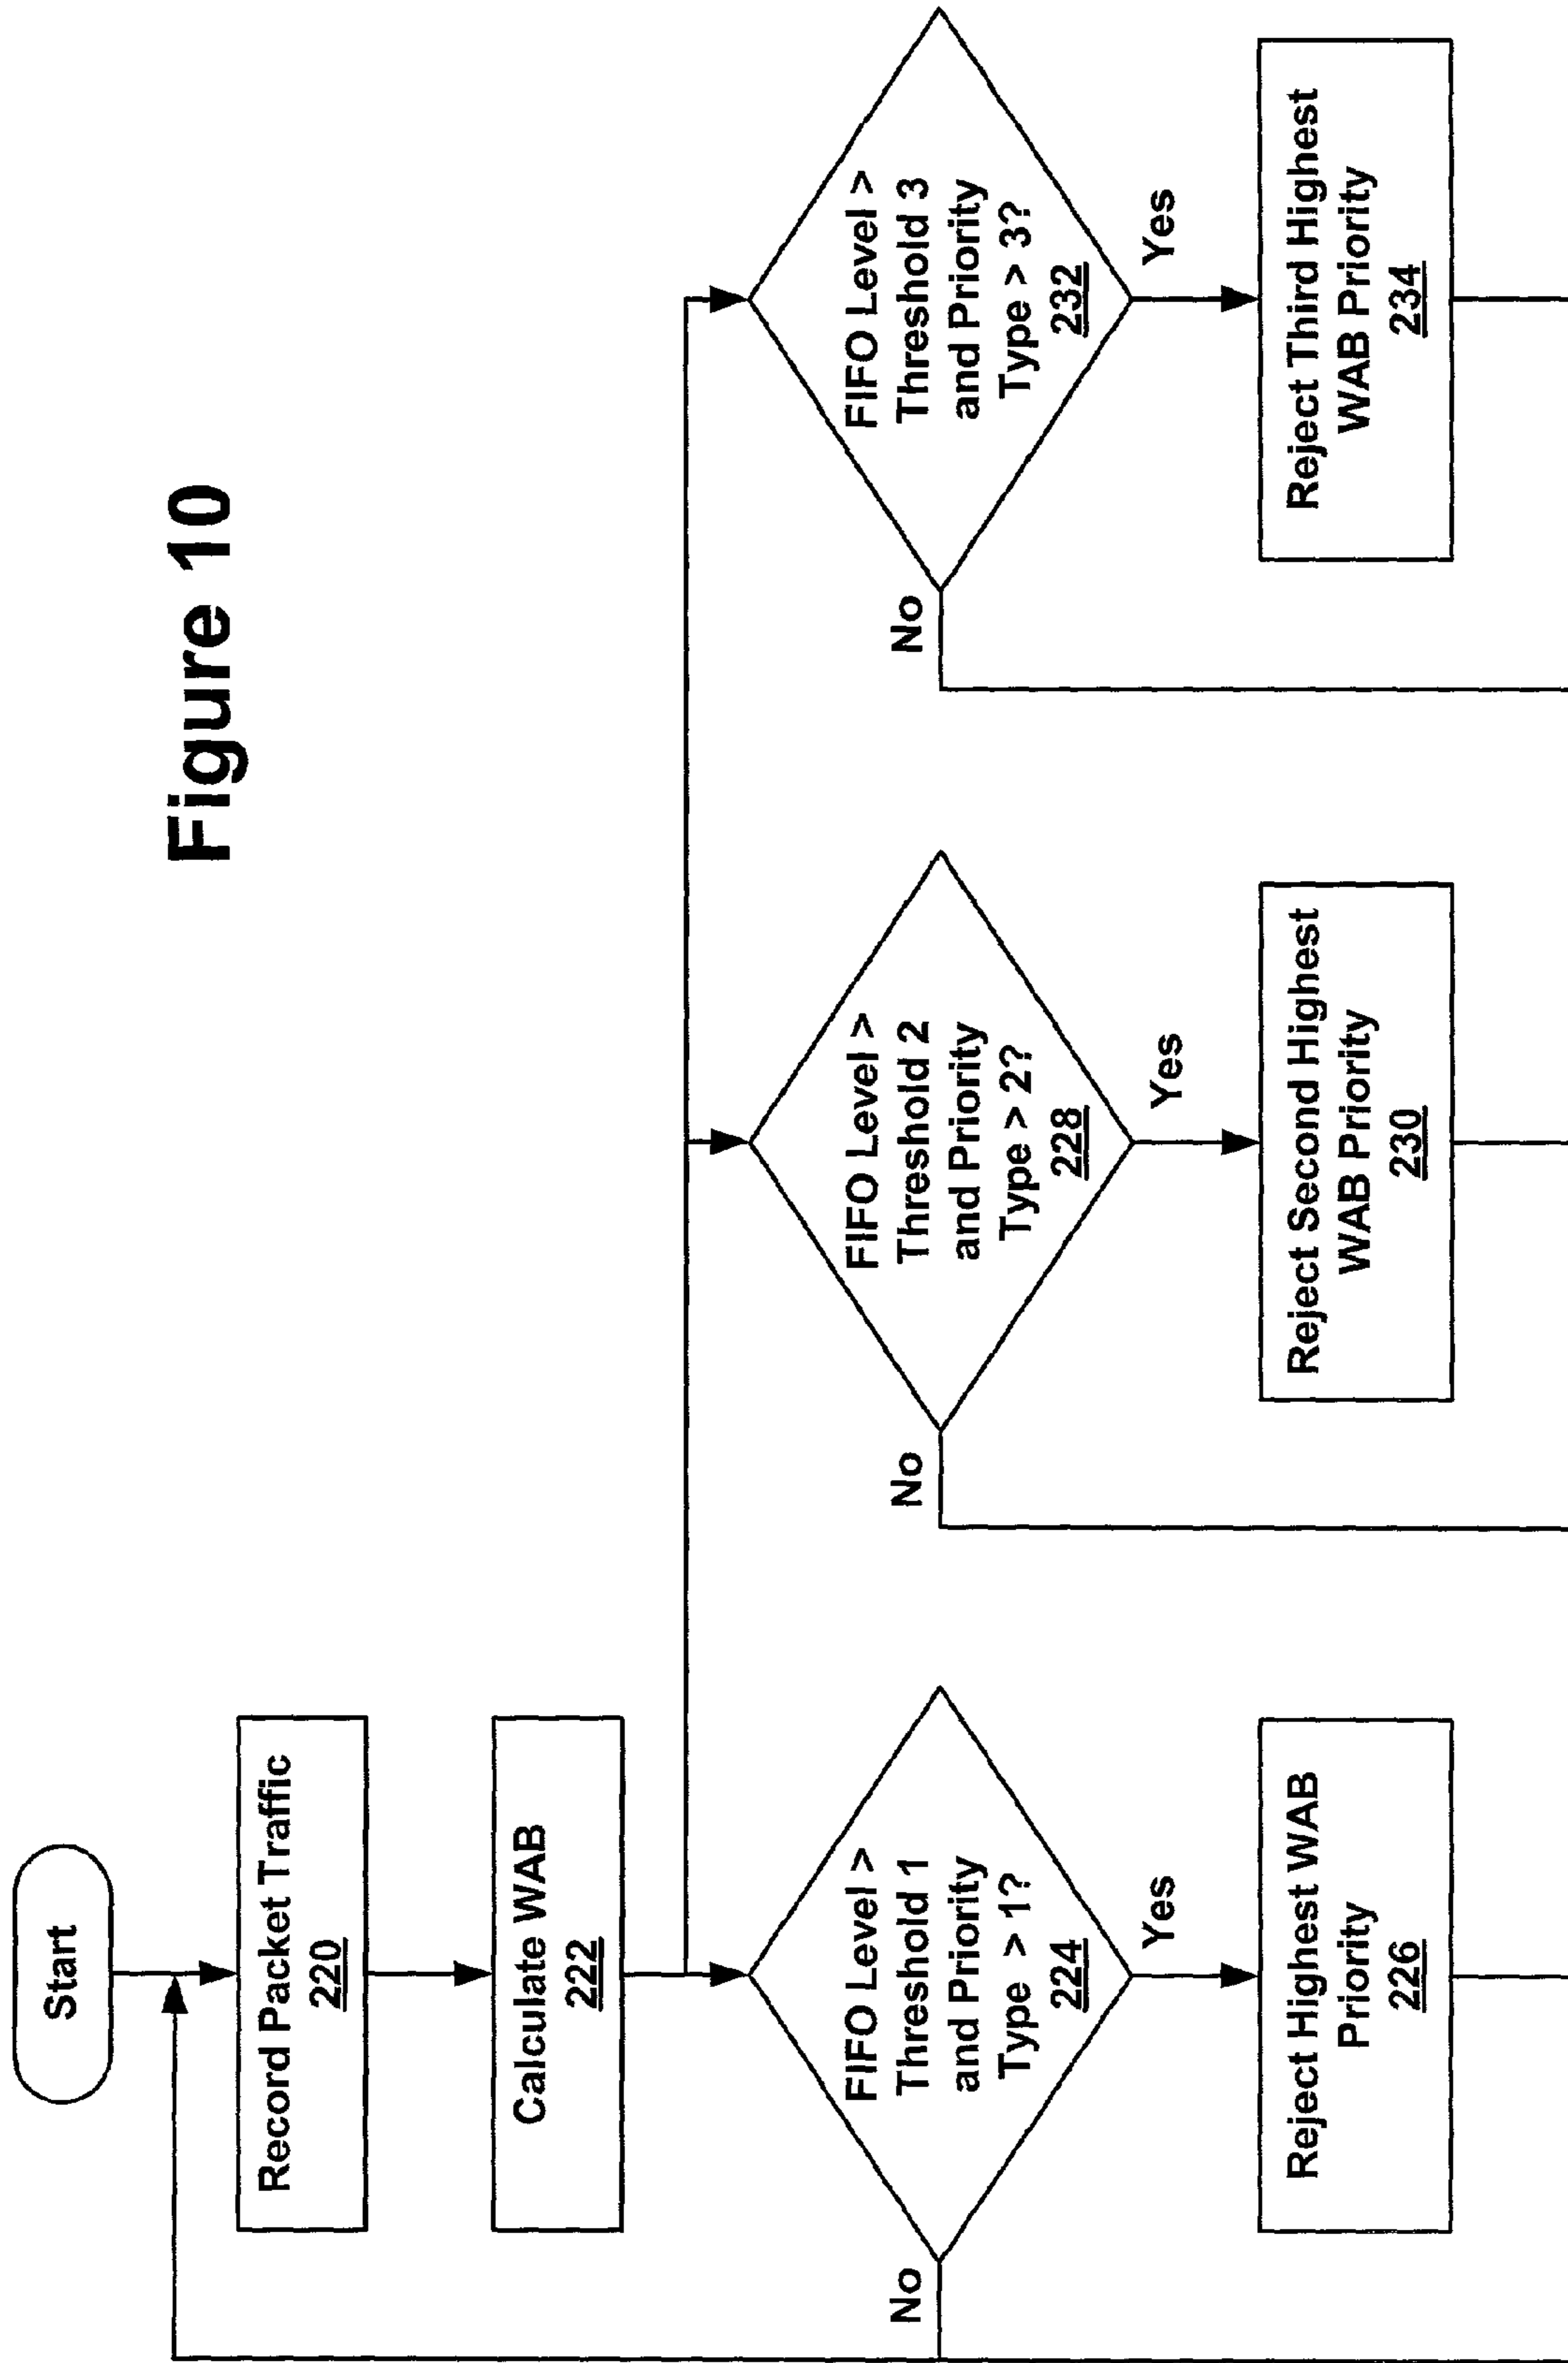 Figure 10
Start
Record Packet Traffic
220
Calculate WAB
222
FIFO Level >
Threshold 1
and Priority
Type > 1?
224
No
Yes
Reject Highest WAB
Priority
226
FIFO Level >
Threshold 2
and Priority
Type > 2?
228
No
Yes
Reject Second Highest
WAB Priority
230
FIFO Level >
Threshold 3
and Priority
Type > 3?
232
No
Yes
Reject Third Highest
WAB Priority
234